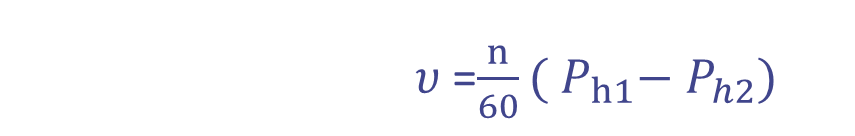 υ = n/60 ( P_h1 − P_h2 )